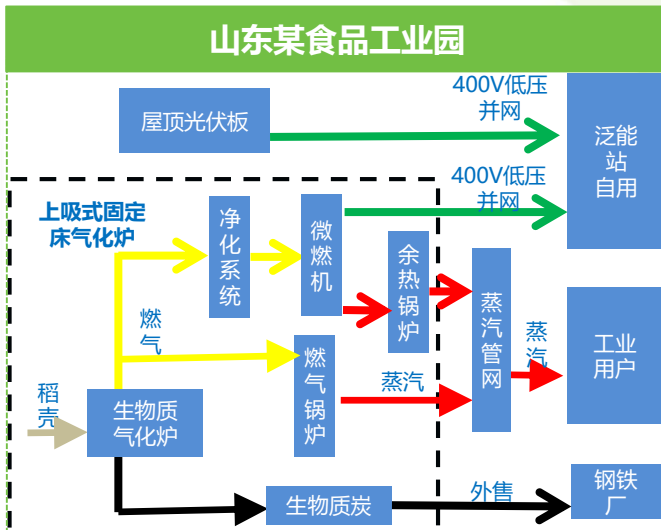 山东某食品工业园
400V低压
并网
屋顶光伏板
泛能
站
自用
400V低压
并网
上吸式固定
床气化炉
净
化
系
统
微
燃
机
余
热
锅
炉
蒸
汽
管
网
燃
气
燃
气
锅
炉
蒸汽
蒸
汽
工业
用户
稻
壳
生物质
气化炉
生物质炭
外售
钢铁
厂